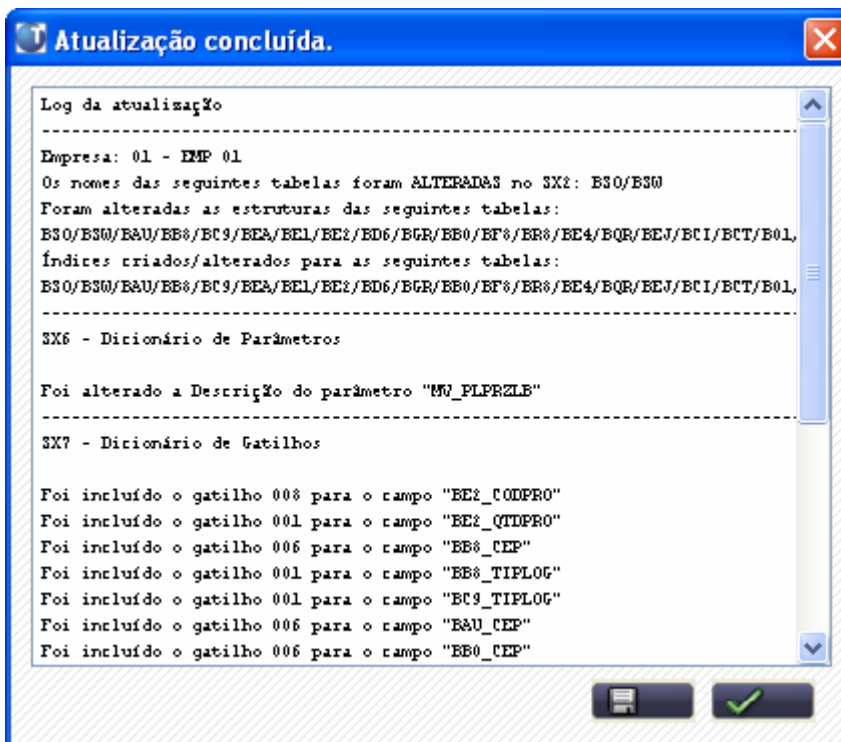 Atualização concluída.
Log da atualização
--------------------------------------------------------------------------------
Empresa: 01 - EMP 01
Os nomes das seguintes tabelas foram ALTERADAS no SX2: BSO/BSW
Foram alteradas as estruturas das seguintes tabelas:
BSO/BSW/BAU/BB8/BC9/BEA/BE1/BE2/BD6/BGR/BB0/BF8/BR8/BE4/BQR/BEJ/BCI/BCT/B01,
Índices criados/alterados para as seguintes tabelas:
BSO/BSW/BAU/BB8/BC9/BEA/BE1/BE2/BD6/BGR/BB0/BF8/BR8/BE4/BQR/BEJ/BCI/BCT/B01,
--------------------------------------------------------------------------------
SX6 - Dicionário de Parâmetros
Foi alterado a Descrição do parâmetro "MV_PLPRZLB"
--------------------------------------------------------------------------------
SX7 - Dicionário de Gatilhos
Foi incluído o gatilho 008 para o campo "BE2_CODPRO"
Foi incluído o gatilho 001 para o campo "BE2_QTDPRO"
Foi incluído o gatilho 006 para o campo "BB8_CEP"
Foi incluído o gatilho 001 para o campo "BB8_TIPLOG"
Foi incluído o gatilho 001 para o campo "BC9_TIPLOG"
Foi incluído o gatilho 006 para o campo "BAU_CEP"
Foi incluído o gatilho 006 para o campo "BB0_CEP"